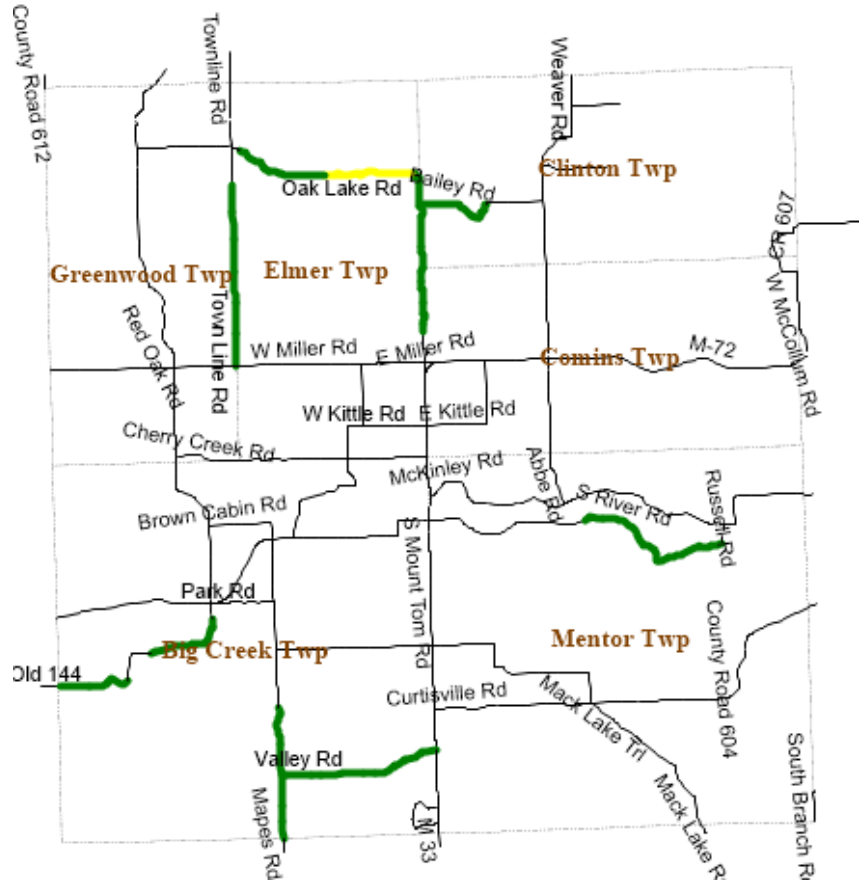 County Road 612
Townline Rd
Weaver Rd
Clinton Twp
Oak Lake Rd
Bailey Rd
CR 607
Greenwood Twp
Elmer Twp
Town Line Rd
Red Oak Rd
W McCollum Rd
W Miller Rd
E Miller Rd
Comins Twp
M-72
W Kittle Rd
E Kittle Rd
Cherry Creek Rd
McKinley Rd
Abbe Rd
S River Rd
Russell Rd
Brown Cabin Rd
S Mount Tom Rd
Park Rd
Big Creek Twp
Mentor Twp
County Road 604
Old 144
Curtisville Rd
Mack Lake Trl
Valley Rd
Mapes Rd
M 33
Mack Lake R
South Branch R